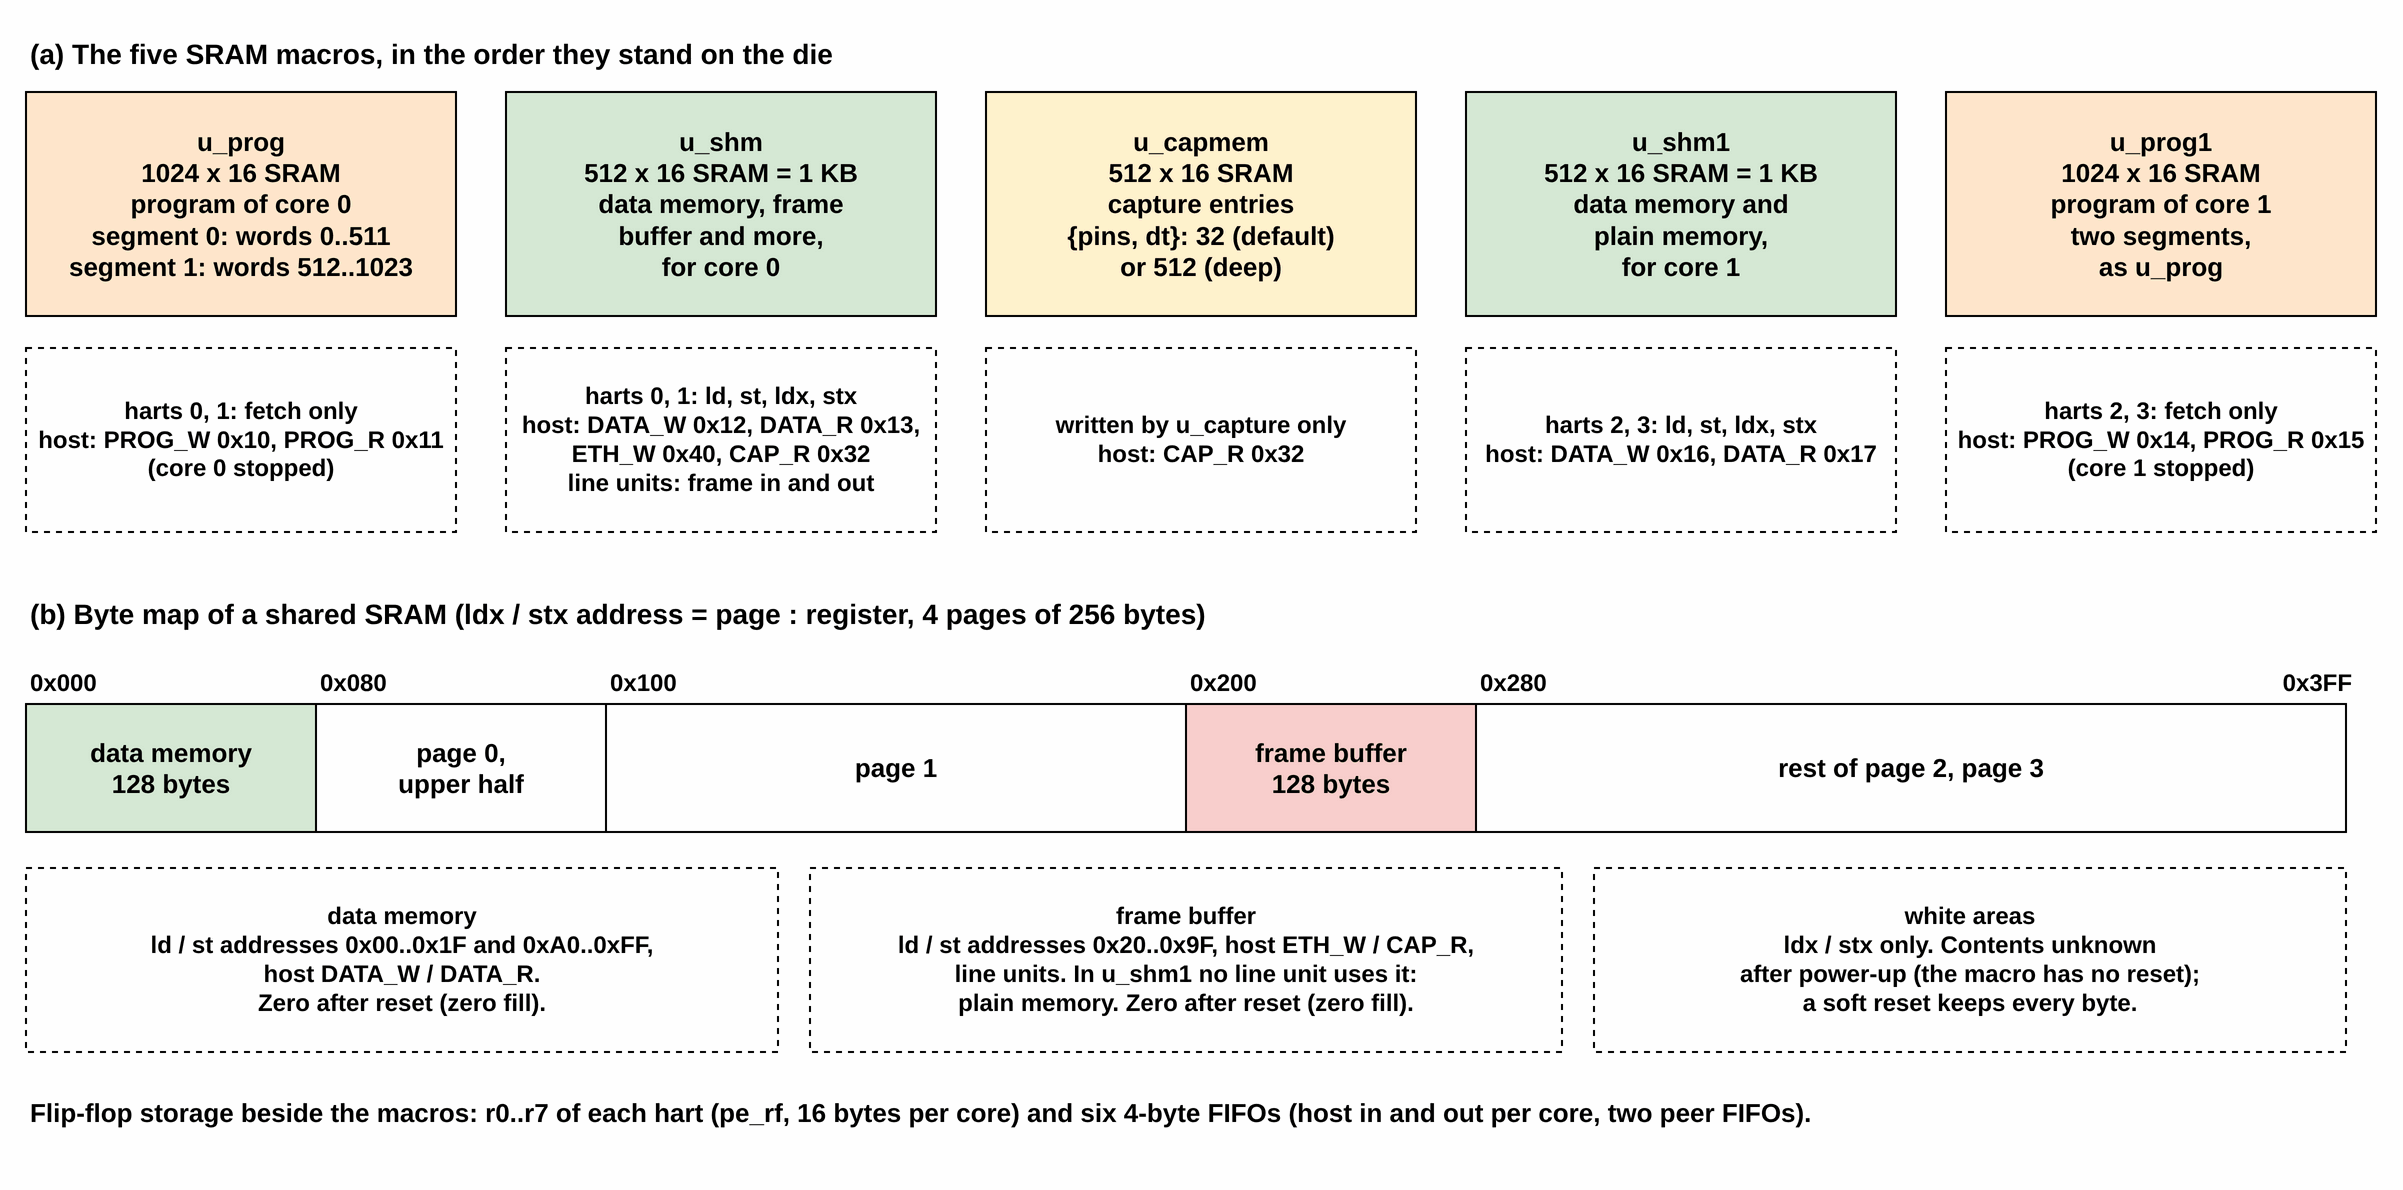 (a) The five SRAM macros, in the order they stand on the die
u_prog
1024 x 16 SRAM
program of core 0
segment 0: words 0..511
segment 1: words 512..1023
u_shm
512 x 16 SRAM = 1 KB
data memory, frame
buffer and more,
for core 0
u_capmem
512 x 16 SRAM
capture entries
{pins, dt}: 32 (default)
or 512 (deep)
u_shm1
512 x 16 SRAM = 1 KB
data memory and
plain memory,
for core 1
u_prog1
1024 x 16 SRAM
program of core 1
two segments,
as u_prog
harts 0, 1: fetch only
host: PROG_W 0x10, PROG_R 0x11
(core 0 stopped)
harts 0, 1: ld, st, ldx, stx
host: DATA_W 0x12, DATA_R 0x13,
ETH_W 0x40, CAP_R 0x32
line units: frame in and out
written by u_capture only
host: CAP_R 0x32
harts 2, 3: ld, st, ldx, stx
host: DATA_W 0x16, DATA_R 0x17
harts 2, 3: fetch only
host: PROG_W 0x14, PROG_R 0x15
(core 1 stopped)
(b) Byte map of a shared SRAM (ldx / stx address = page : register, 4 pages of 256 bytes)
0x000
0x080
0x100
0x200
0x280
0x3FF
data memory
128 bytes
page 0,
upper half
page 1
frame buffer
128 bytes
rest of page 2, page 3
data memory
ld / st addresses 0x00..0x1F and 0xA0..0xFF,
host DATA_W / DATA_R.
Zero after reset (zero fill).
frame buffer
ld / st addresses 0x20..0x9F, host ETH_W / CAP_R,
line units. In u_shm1 no line unit uses it:
plain memory. Zero after reset (zero fill).
white areas
ldx / stx only. Contents unknown
after power-up (the macro has no reset);
a soft reset keeps every byte.
Flip-flop storage beside the macros: r0..r7 of each hart (pe_rf, 16 bytes per core) and six 4-byte FIFOs (host in and out per core, two peer FIFOs).